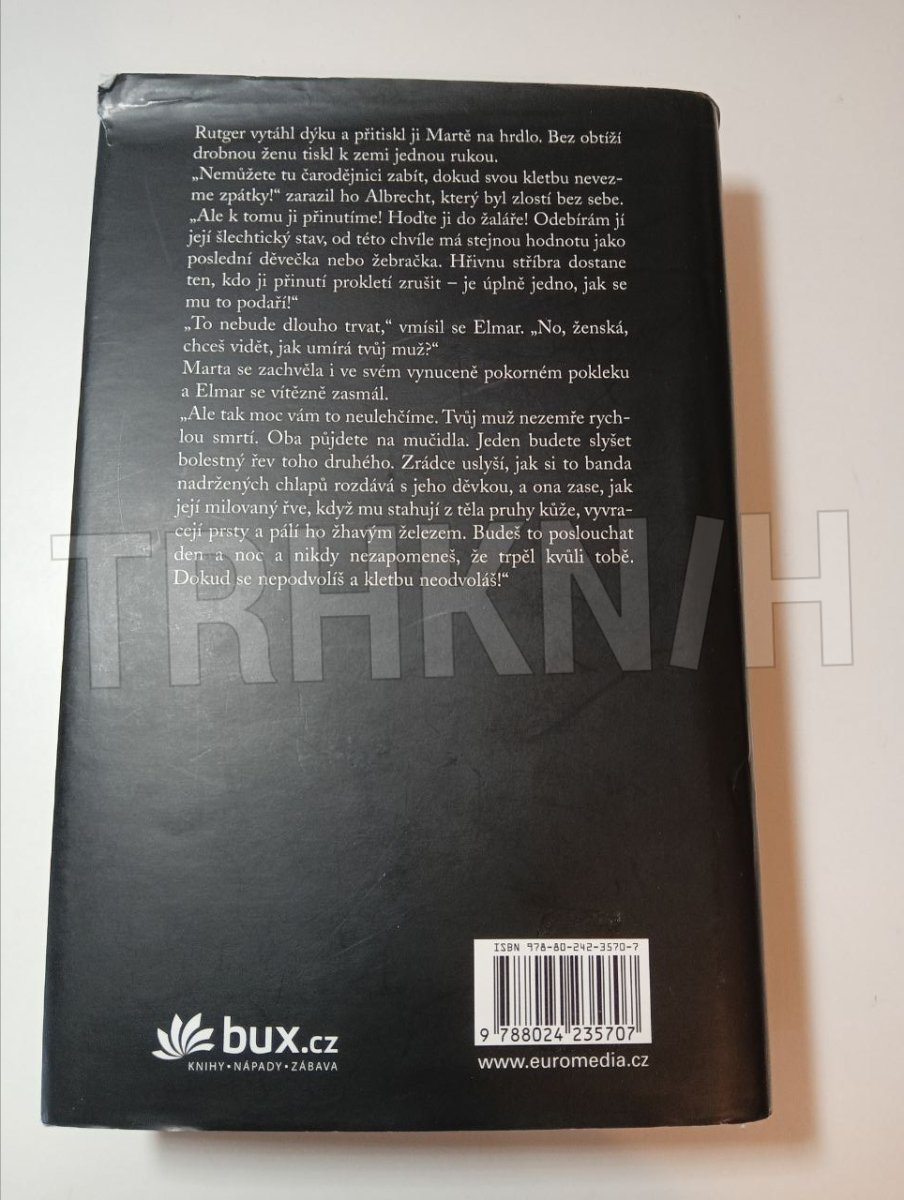 Rutger vytáhl dýku a přitiskl ji Martě na hrdlo. Bez obtíží
drobnou ženu tiskl k zemi jednou rukou.
„Nemůžete tu čarodějnici zabít, dokud svou kletbu nevez-
me zpátky!“ zarazil ho Albrecht, který byl zlostí bez sebe.
„Ale k tomu ji přinutíme! Hoďte ji do žaláře! Odebírám jí
její šlechtický stav, od této chvíle má stejnou hodnotu jako
poslední děvečka nebo žebračka. Hřivnu stříbra dostane
ten, kdo ji přinutí prokletí zrušit – je úplně jedno, jak se
mu to podaří!“
„To nebude dlouho trvat,“ vmísil se Elmar. „No, ženská,
chceš vidět, jak umírá tvůj muž?“
Marta se zachvěla i ve svém vynuceně pokorném pokleku
a Elmar se vítězně zasmál.
„Ale tak moc vám to neulehčíme. Tvůj muž nezemře rych-
lou smrtí. Oba půjdete na mučidla. Jeden budete slyšet
bolestný řev toho druhého. Zrádce uslyší, jak si to banda
nadržených chlapů rozdává s jeho děvkou, a ona zase, jak
její milovaný řve, když mu stahují z těla pruhy kůže, vyvra-
cejí prsty a pálí ho žhavým železem. Budeš to poslouchat
den a noc a nikdy nezapomeneš, že trpěl kvůli tobě.
Dokud se nepodvolíš a kletbu neodvoláš!“
TRHKNIH
ISBN 978-80-242-3570-7
9 788024 235707
www.euromedia.cz
bux.cz
KNIHY • NÁPADY • ZÁBAVA